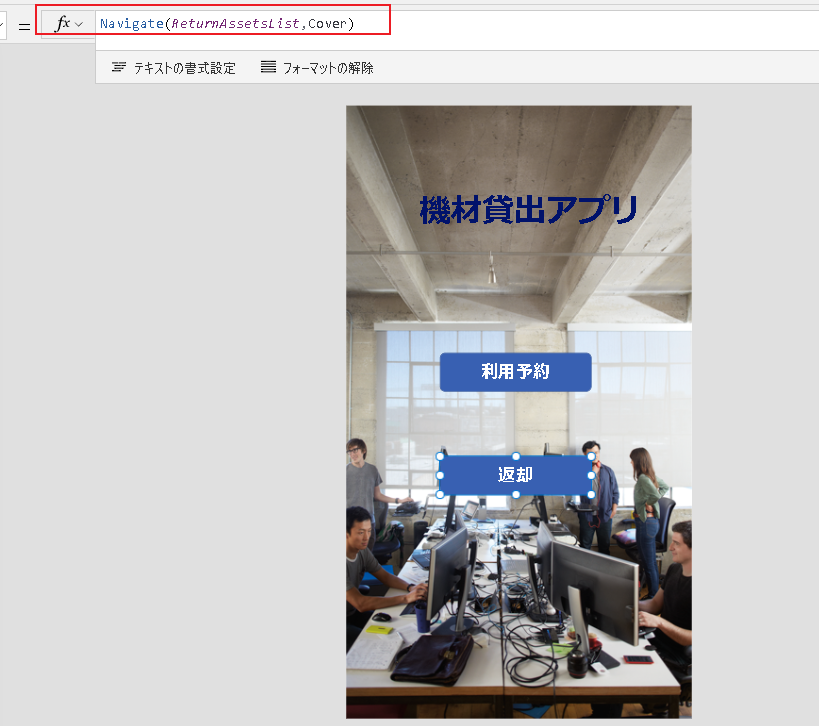 = fx Navigate(ReturnAssetsList,Cover)
テキストの書式設定 フォーマットの解除
機材貸出アプリ
利用予約
返却